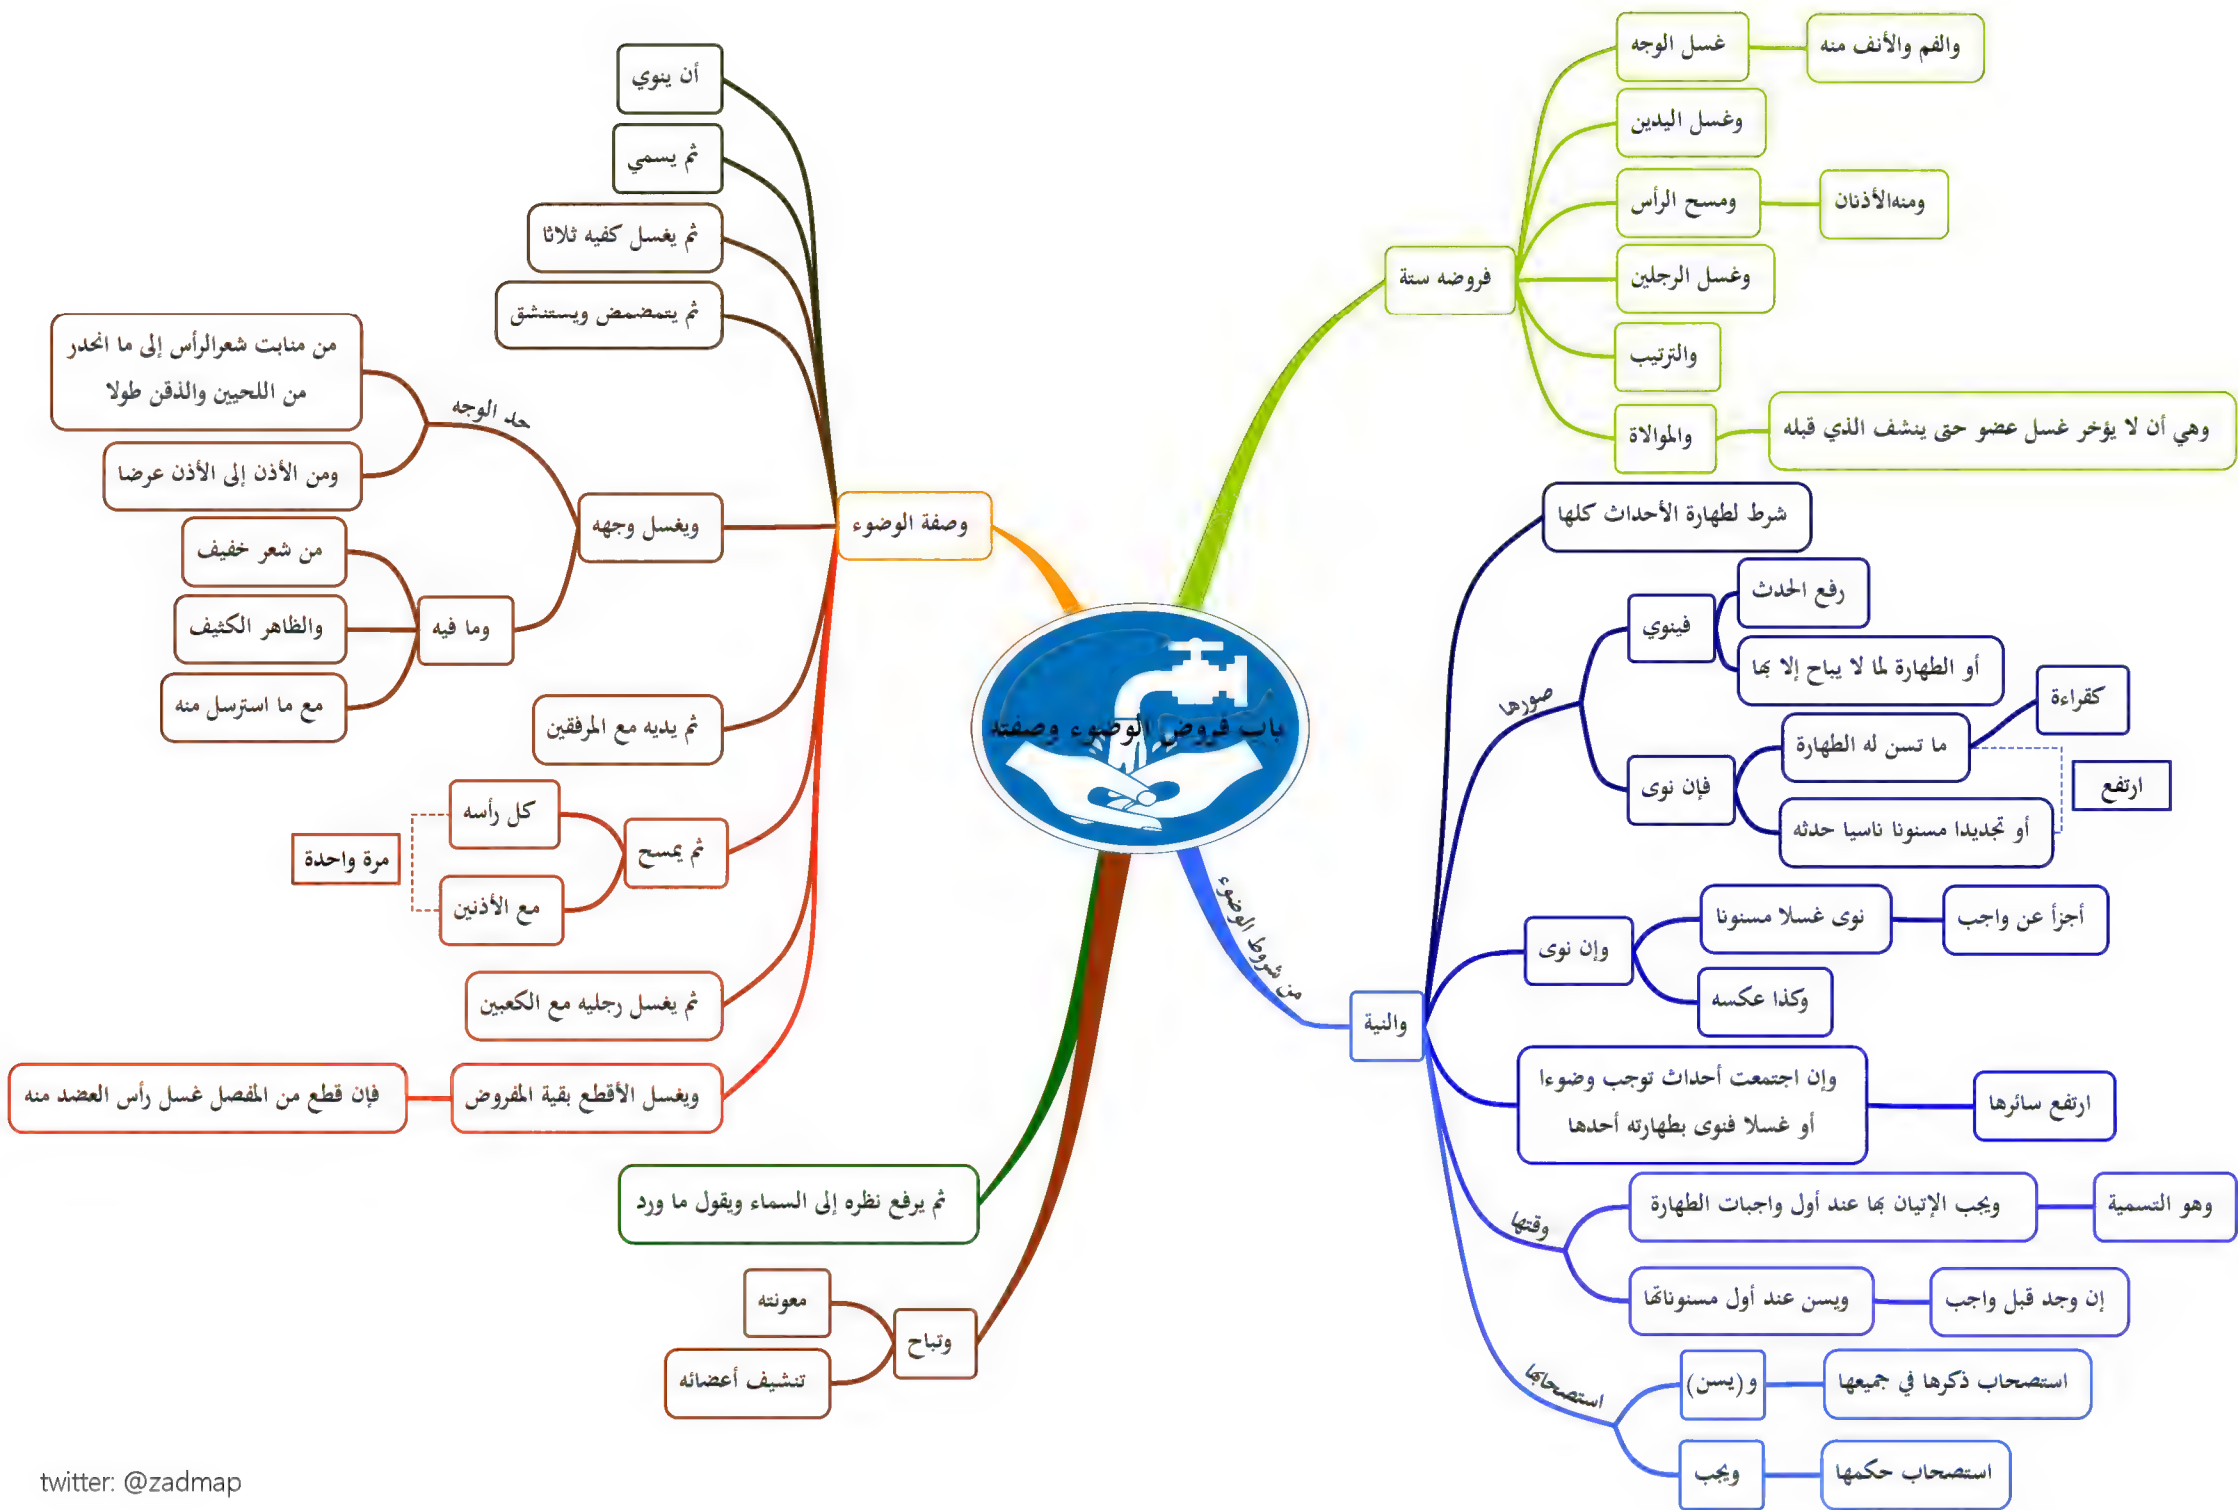 باب فروض الوضوء وصفته
فروضه ستة
غسل الوجه
والفم والأنف منه
وغسل اليدين
ومسح الرأس
ومنهالأذنان
وغسل الرجلين
والترتيب
والموالاة
وهي أن لا يؤخر غسل عضو حتى ينشف الذي قبله
من شروط الوضوء
والنية
شرط لطهارة الأحداث كلها
صورها
فينوي
رفع الحدث
أو الطهارة لما لا يباح إلا بها
فإن نوى
ما تسن له الطهارة
كقراءة
أو تجديدا مسنونا ناسيا حدثه
ارتفع
وإن نوى
نوى غسلا مسنونا
أجزأ عن واجب
وكذا عكسه
وإن اجتمعت أحداث توجب وضوءا
أو غسلا فنوى بطهارته أحدها
ارتفع سائرها
وقتها
ويجب الإتيان بها عند أول واجبات الطهارة
وهو التسمية
ويسن عند أول مسنوناتها
إن وجد قبل واجب
استصحابها
و(يسن)
استصحاب ذكرها في جميعها
ويجب
استصحاب حكمها
وصفة الوضوء
أن ينوي
ثم يسمي
ثم يغسل كفيه ثلاثا
ثم يتمضمض ويستنشق
ويغسل وجهه
حد الوجه
من منابت شعرالرأس إلى ما انحدر
من اللحيين والذقن طولا
ومن الأذن إلى الأذن عرضا
وما فيه
من شعر خفيف
والظاهر الكثيف
مع ما استرسل منه
ثم يديه مع المرفقين
ثم يمسح
كل رأسه
مع الأذنين
مرة واحدة
ثم يغسل رجليه مع الكعبين
ويغسل الأقطع بقية المفروض
فإن قطع من المفصل غسل رأس العضد منه
ثم يرفع نظره إلى السماء ويقول ما ورد
وتباح
معونته
تنشيف أعضائه
twitter: @zadmap